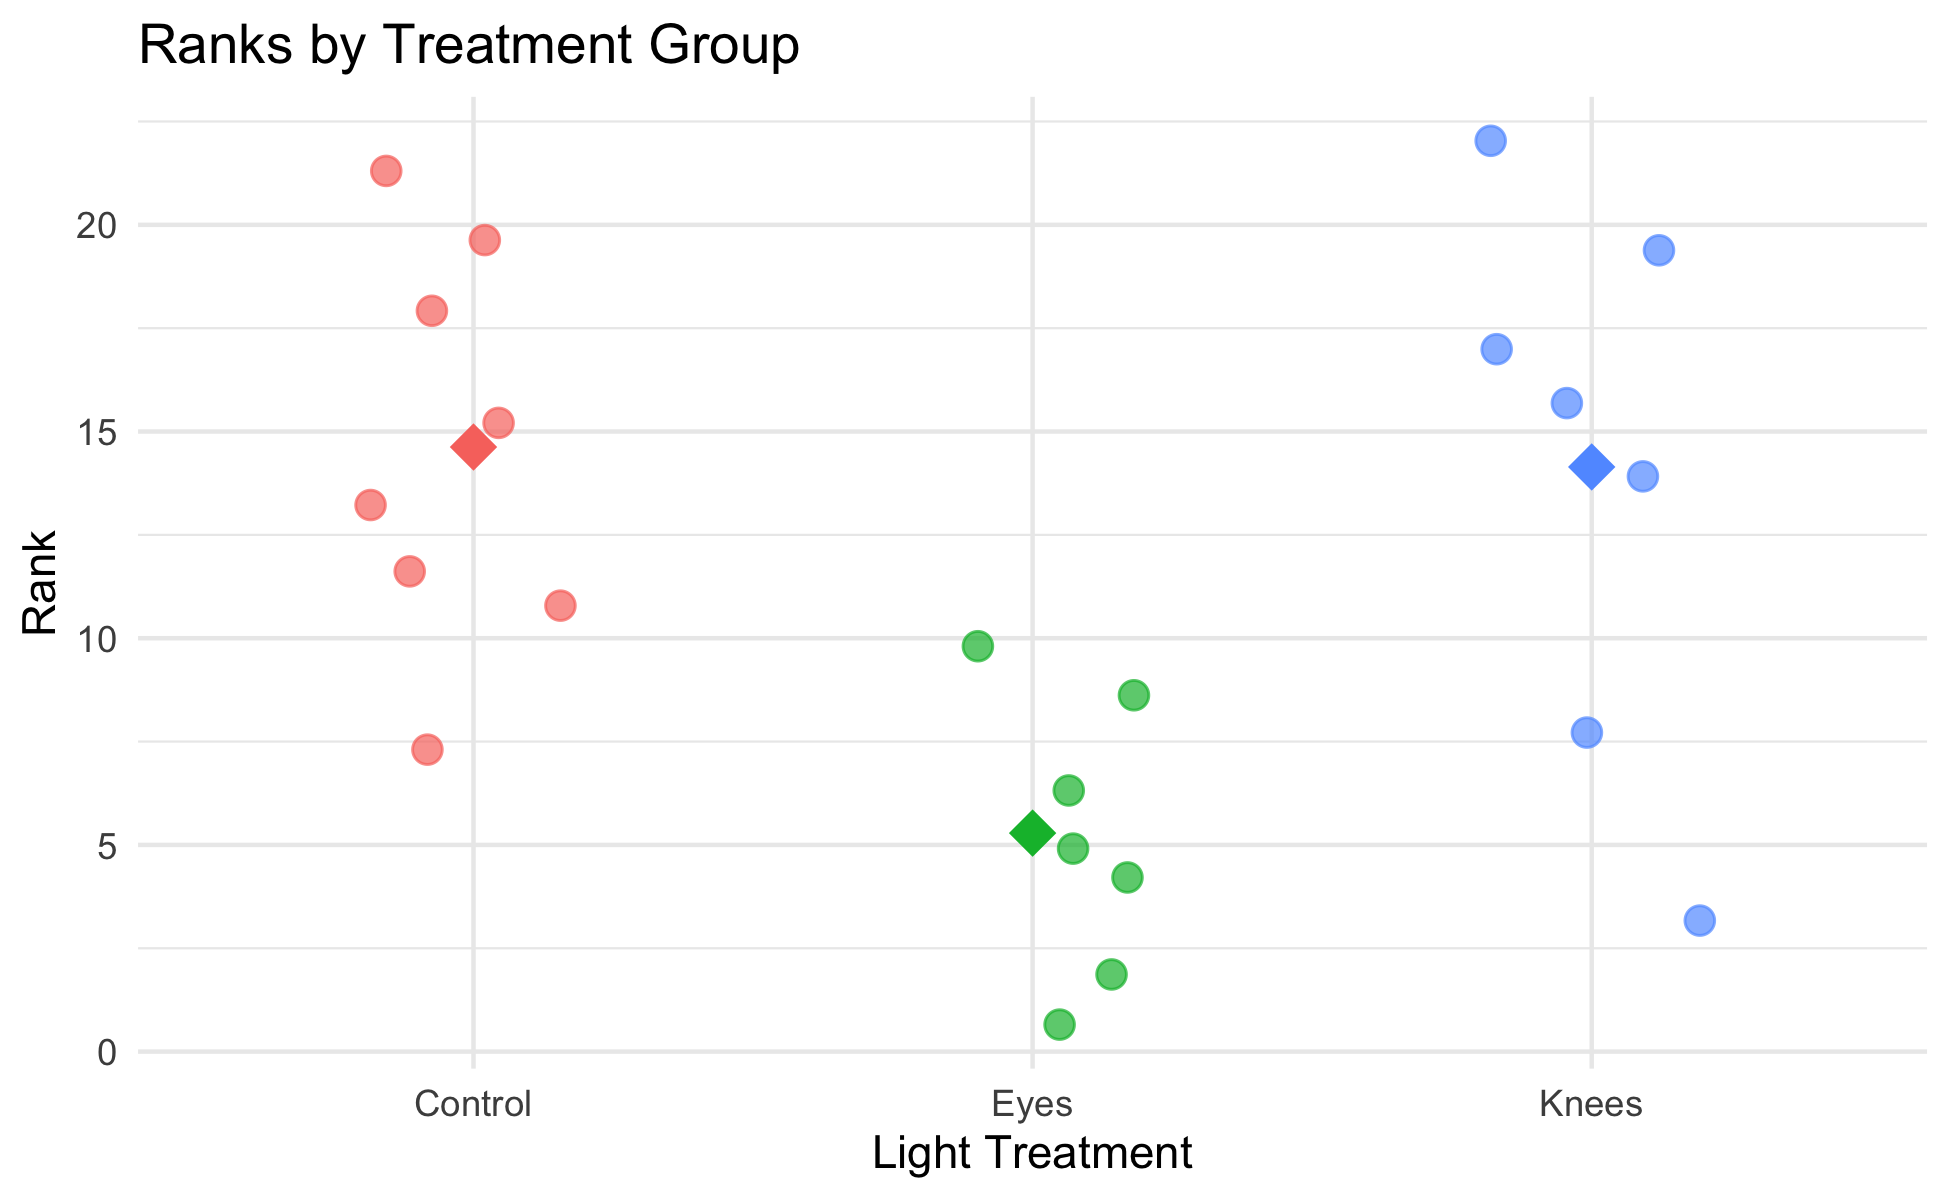 Ranks by Treatment Group
Rank
20
15
10
5
0
Control
Eyes
Knees
Light Treatment